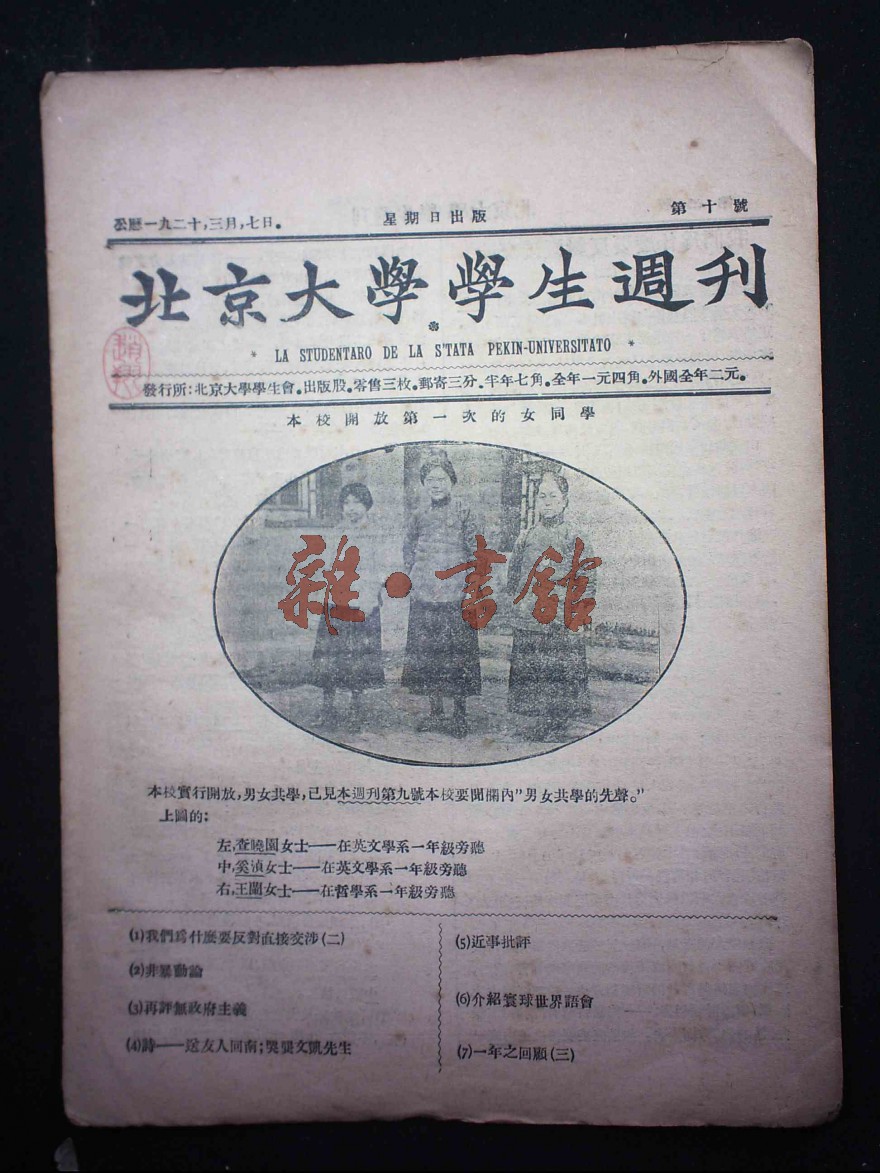 公歷一九二十，三月，七日。
星期日出版
第十號
北京大學學生週刊
LA STUDENTARO DE LA S'TATA PEKIN-UNIVERSITATO
發行所：北京大學學生會。出版股。零售三枚。郵寄三分。半年七角。全年一元四角。外國全年二元。
本校開放第一次的女同學
雜·書館
本校實行開放，男女共學，已見本週刊第九號本校要聞欄內"男女共學的先聲。"
上圖的：
左，查曉園女士——在英文學系一年級旁聽
中，奚湞女士——在英文學系一年級旁聽
右，王蘭女士——在哲學系一年級旁聽
(1)我們爲什麼要反對直接交涉(二)
(2)非暴動論
(3)再評無政府主義
(4)詩——送友人回南；哭龔文凱先生
(5)近事批評
(6)介紹寰球世界語會
(7)一年之回顧(三)